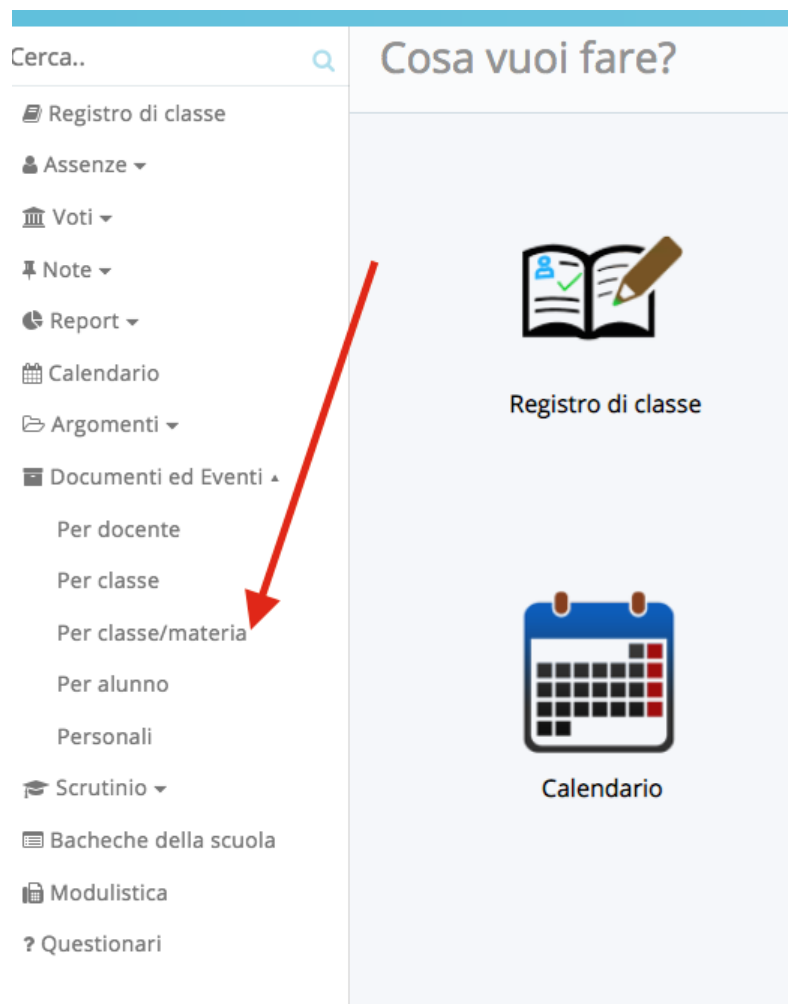 Cerca..
Registro di classe
Assenze
Voti
Note
Report
Calendario
Argomenti
Documenti ed Eventi
Per docente
Per classe
Per classe/materia
Per alunno
Personali
Scrutinio
Bacheche della scuola
Modulistica
? Questionari
Cosa vuoi fare?
Registro di classe
Calendario